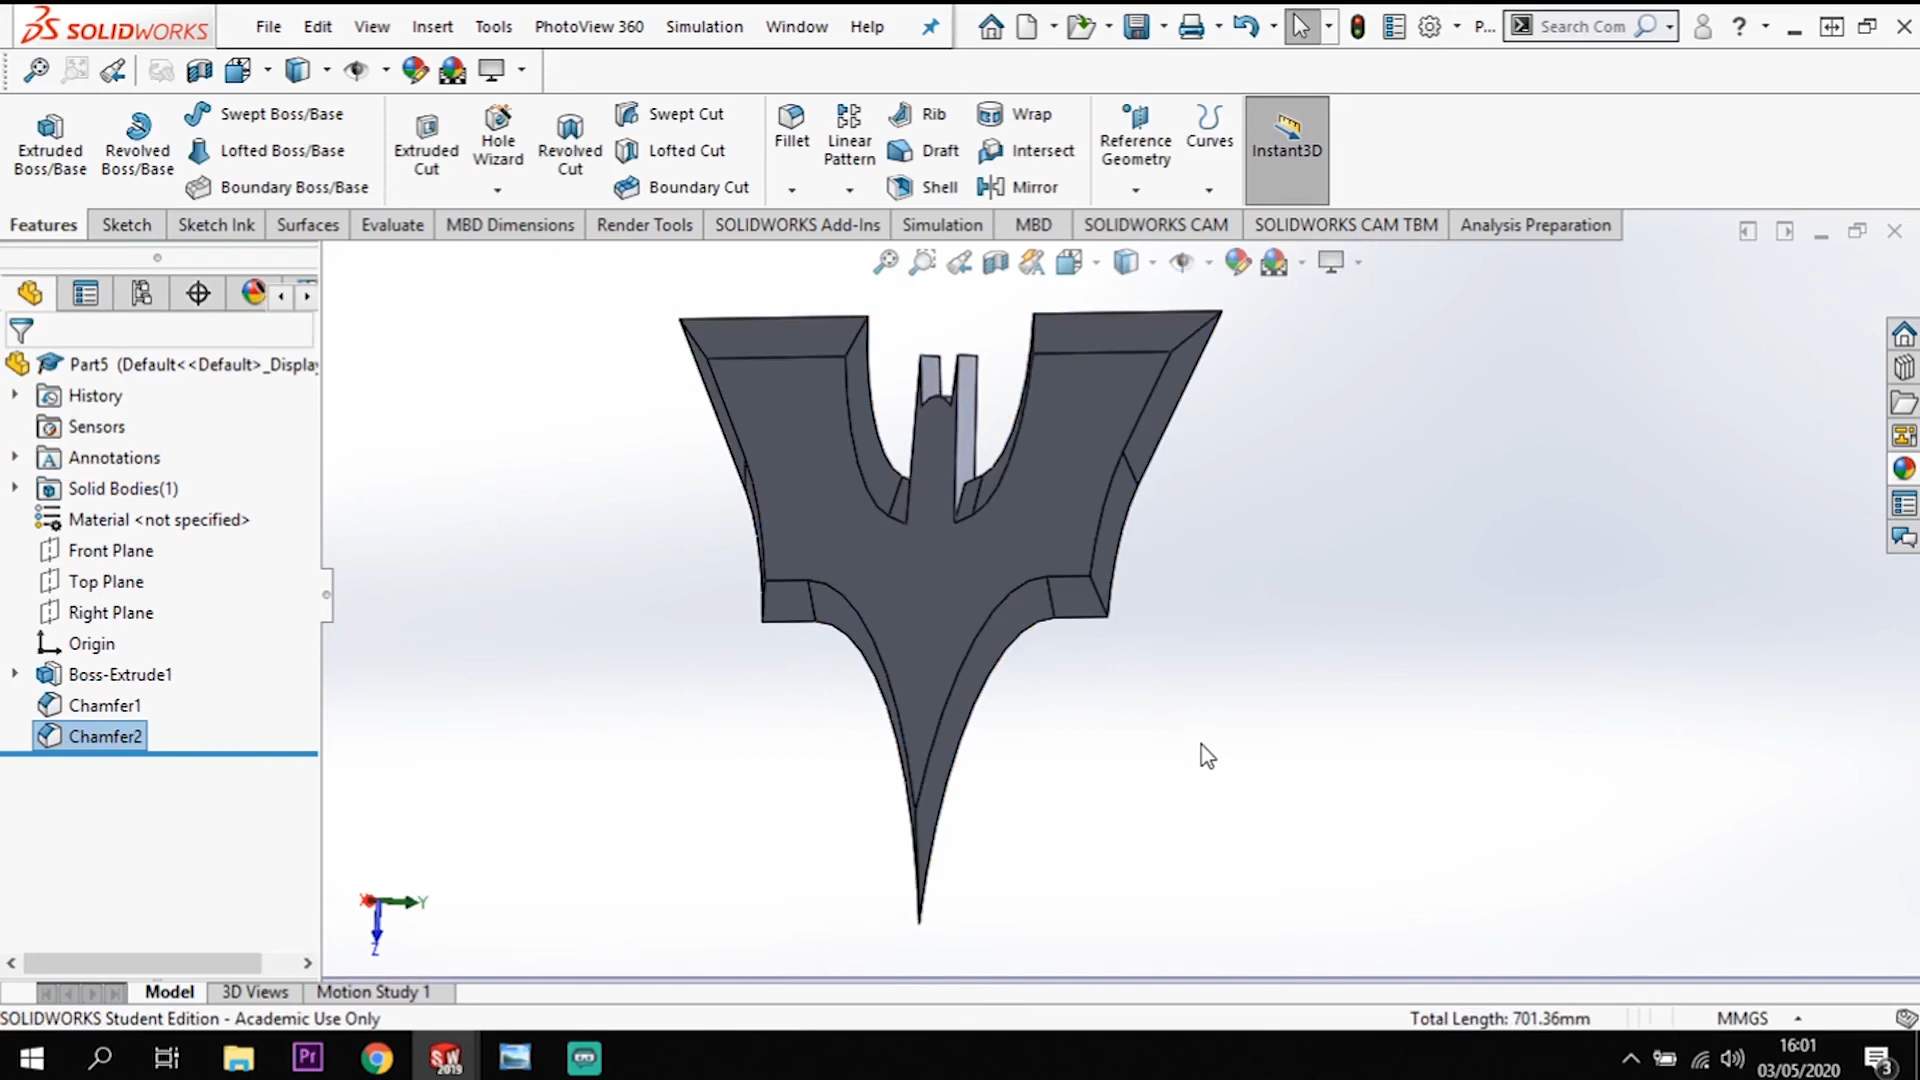 SOLIDWORKS File Edit View Insert Tools PhotoView 360 Simulation Window Help P... Search Com ?
Extruded Boss/Base
Revolved Boss/Base
Swept Boss/Base
Lofted Boss/Base
Boundary Boss/Base
Extruded Cut
Hole Wizard
Revolved Cut
Swept Cut
Lofted Cut
Boundary Cut
Fillet
Linear Pattern
Rib
Draft
Shell
Wrap
Intersect
Mirror
Reference Geometry
Curves
Instant3D
Features Sketch Sketch Ink Surfaces Evaluate MBD Dimensions Render Tools SOLIDWORKS Add-Ins Simulation MBD SOLIDWORKS CAM SOLIDWORKS CAM TBM Analysis Preparation
Part5 (Default<<Default>_Displa
History
Sensors
Annotations
Solid Bodies(1)
Material <not specified>
Front Plane
Top Plane
Right Plane
Origin
Boss-Extrude1
Chamfer1
Chamfer2
X Y
Z
Model 3D Views Motion Study 1
SOLIDWORKS Student Edition - Academic Use Only Total Length: 701.36mm MMGS
Pr SW 2019 16:01
03/05/2020 3